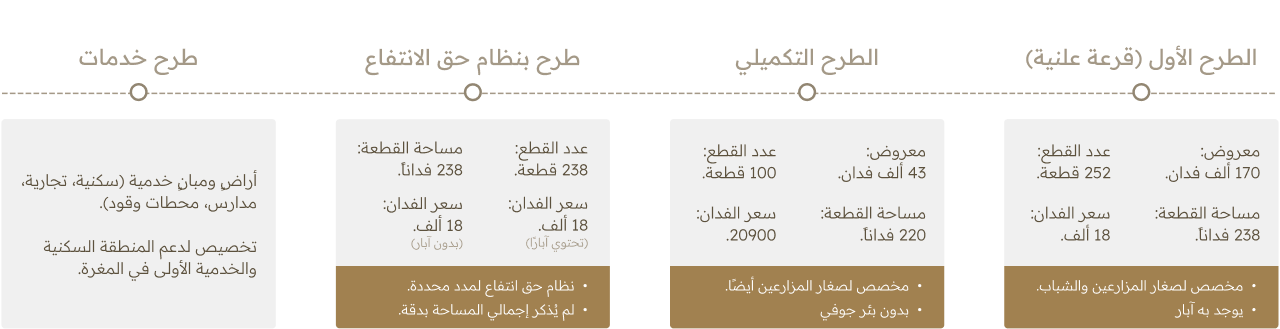 الطرح الأول (قرعة علنية)
معروض:
170 ألف فدان.
عدد القطع:
252 قطعة.
مساحة القطعة:
238 فداناً.
سعر الفدان:
18 ألف.
• مخصص لصغار المزارعين والشباب.
• يوجد به آبار
الطرح التكميلي
معروض:
43 ألف فدان.
عدد القطع:
100 قطعة.
مساحة القطعة:
220 فداناً.
سعر الفدان:
20900.
• مخصص لصغار المزارعين أيضًا.
• بدون بئر جوفي
طرح بنظام حق الانتفاع
عدد القطع:
238 قطعة.
مساحة القطعة:
238 فداناً.
سعر الفدان:
18 ألف.
(تحتوي آبارًا)
سعر الفدان:
18 ألف.
(بدون آبار)
• نظام حق انتفاع لمدد محددة.
• لم يُذكر إجمالي المساحة بدقة.
طرح خدمات
أراضٍ ومبانٍ خدمية (سكنية، تجارية،
مدارس، محطات وقود).
تخصيص لدعم المنطقة السكنية
والخدمية الأولى في المغرة.